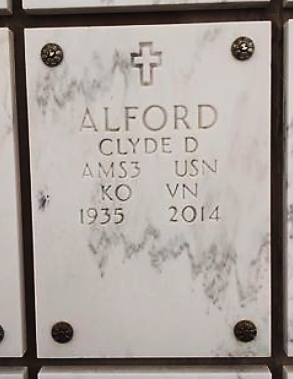 ALFORD
CLYDE D
AMS3 USN
KO VN
1935 2014